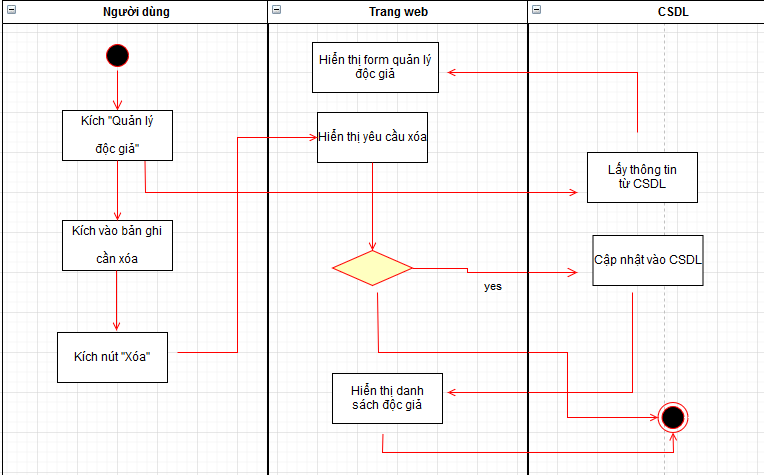 Người dùng
Trang web
CSDL
Hiển thị form quản lý
độc giả
Kích "Quản lý
độc giả"
Hiển thị yêu cầu xóa
Lấy thông tin
từ CSDL
Kích vào bản ghi
cần xóa
Cập nhật vào CSDL
yes
Kích nút "Xóa"
Hiển thị danh
sách độc giả